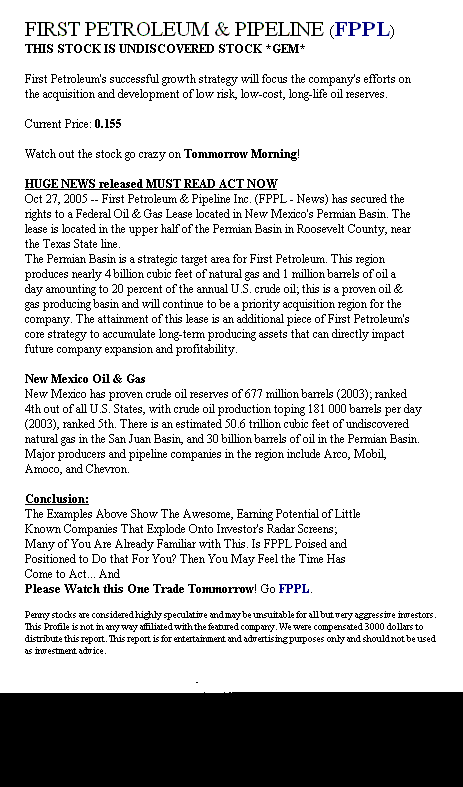 FIRST PETROLEUM & PIPELINE (FPPL)
THIS STOCK IS UNDISCOVERED STOCK *GEM*
First Petroleum's successful growth strategy will focus the company's efforts on
the acquisition and development of low risk, low-cost, long-life oil reserves.
Current Price: 0.155
Watch out the stock go crazy on Tommorrow Morning!
HUGE NEWS released MUST READ ACT NOW
Oct 27, 2005 -- First Petroleum & Pipeline Inc. (FPPL - News) has secured the
rights to a Federal Oil & Gas Lease located in New Mexico's Permian Basin. The
lease is located in the upper half of the Permian Basin in Roosevelt County, near
the Texas State line.
The Permian Basin is a strategic target area for First Petroleum. This region
produces nearly 4 billion cubic feet of natural gas and 1 million barrels of oil a
day amounting to 20 percent of the annual U.S. crude oil; this is a proven oil &
gas producing basin and will continue to be a priority acquisition region for the
company. The attainment of this lease is an additional piece of First Petroleum's
core strategy to accumulate long-term producing assets that can directly impact
future company expansion and profitability.
New Mexico Oil & Gas
New Mexico has proven crude oil reserves of 677 million barrels (2003); ranked
4th out of all U.S. States, with crude oil production toping 181 000 barrels per day
(2003), ranked 5th. There is an estimated 50.6 trillion cubic feet of undiscovered
natural gas in the San Juan Basin, and 30 billion barrels of oil in the Permian Basin.
Major producers and pipeline companies in the region include Arco, Mobil,
Amoco, and Chevron.
Conclusion:
The Examples Above Show The Awesome, Earning Potential of Little
Known Companies That Explode Onto Investor's Radar Screens;
Many of You Are Already Familiar with This. Is FPPL Poised and
Positioned to Do that For You? Then You May Feel the Time Has
Come to Act... And
Please Watch this One Trade Tommorrow! Go FPPL.
Penny stocks are considered highly speculative and may be unsuitable for all but very aggressive investors.
This Profile is not in any way affiliated with the featured company. We were compensated 3000 dollars to
distribute this report. This report is for entertainment and advertising purposes only and should not be used
as investment advice.